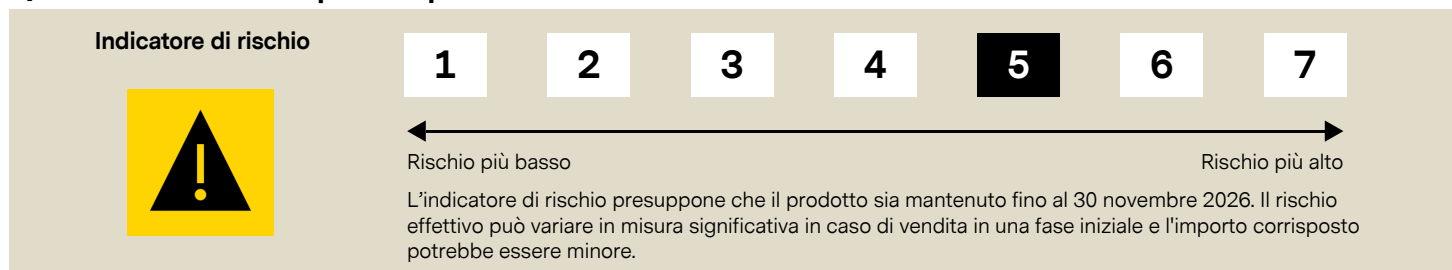 Indicatore di rischio
1 2 3 4 5 6 7
Rischio più basso Rischio più alto
L'indicatore di rischio presuppone che il prodotto sia mantenuto fino al 30 novembre 2026. Il rischio
effettivo può variare in misura significativa in caso di vendita in una fase iniziale e l'importo corrisposto
potrebbe essere minore.